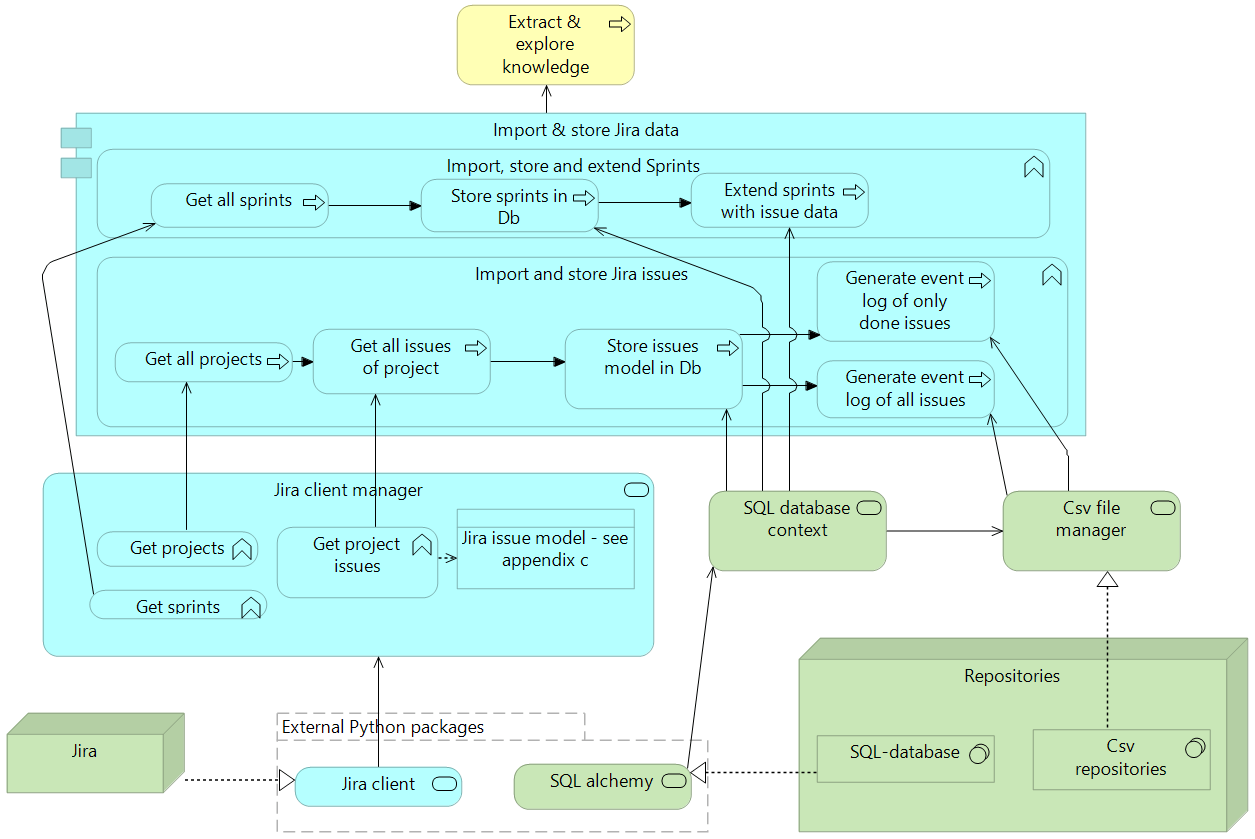 Extract &
explore
knowledge
Import & store Jira data
Import, store and extend Sprints
Get all sprints
Store sprints in
Db
Extend sprints
with issue data
Import and store Jira issues
Generate event
log of only
done issues
Get all projects
Get all issues
of project
Store issues
model in Db
Generate event
log of all issues
Jira client manager
Get projects
Get project
issues
Jira issue model - see
appendix c
Get sprints
SQL database
context
Csv file
manager
Repositories
SQL-database
Csv
repositories
Jira
External Python packages
Jira client
SQL alchemy